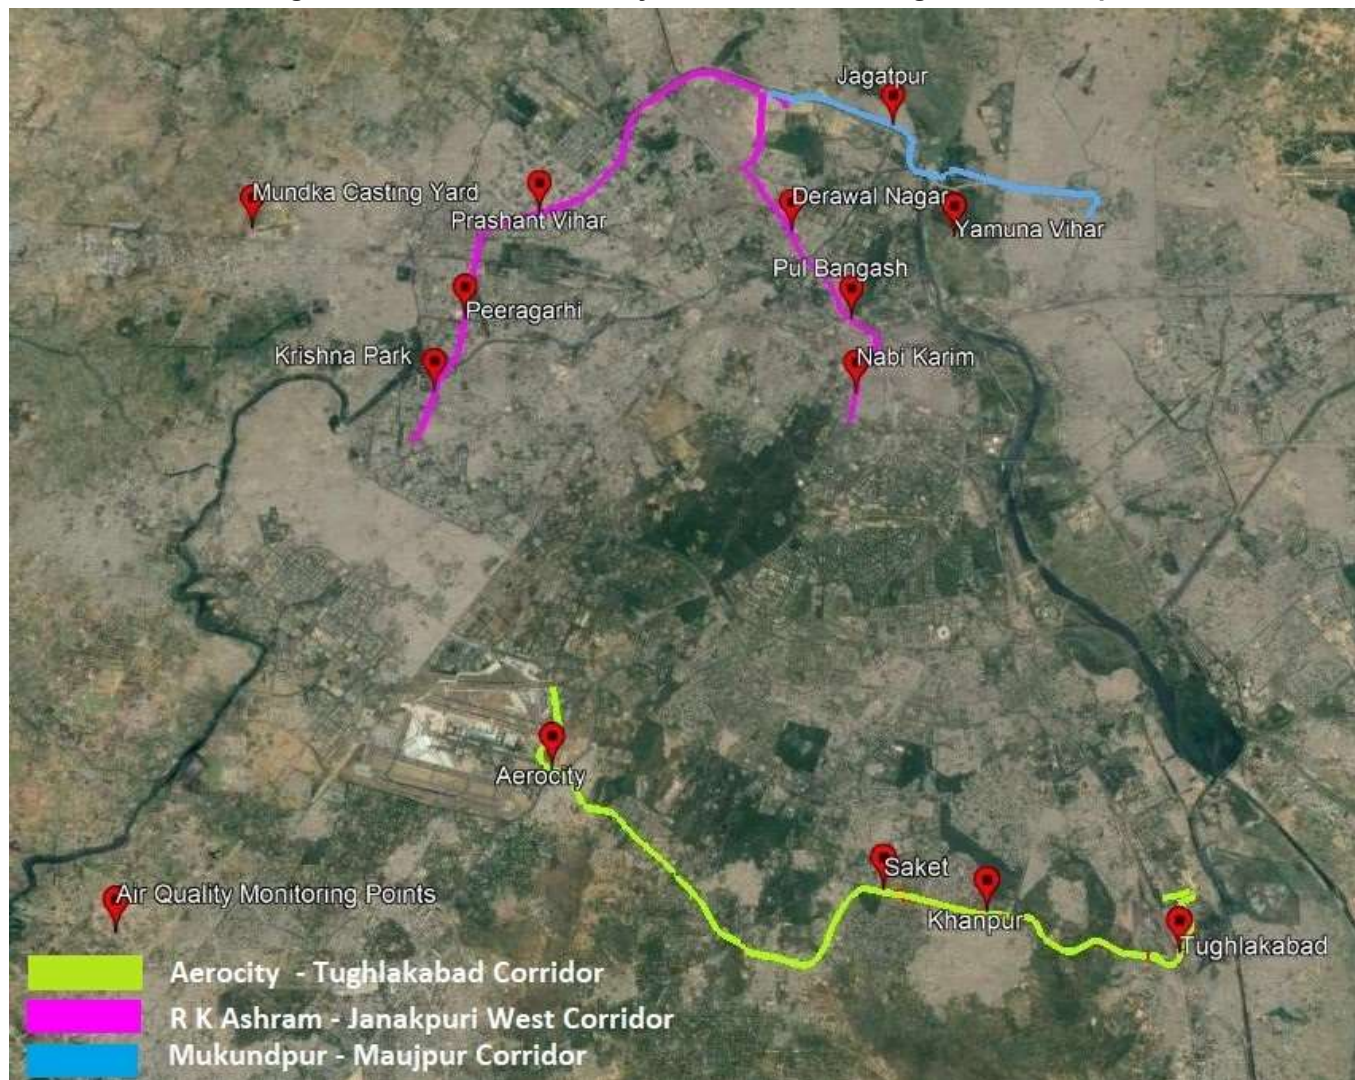 Jagatpur
Mundka Casting Yard
Prashant Vihar
Derawal Nagar
Yamuna Vihar
Pul Bangash
Peeragarhi
Krishna Park
Nabi Karim
Aerocity
Saket
Khanpur
Air Quality Monitoring Points
Tughlakabad
Aerocity - Tughlakabad Corridor
R K Ashram - Janakpuri West Corridor
Mukundpur - Maujpur Corridor